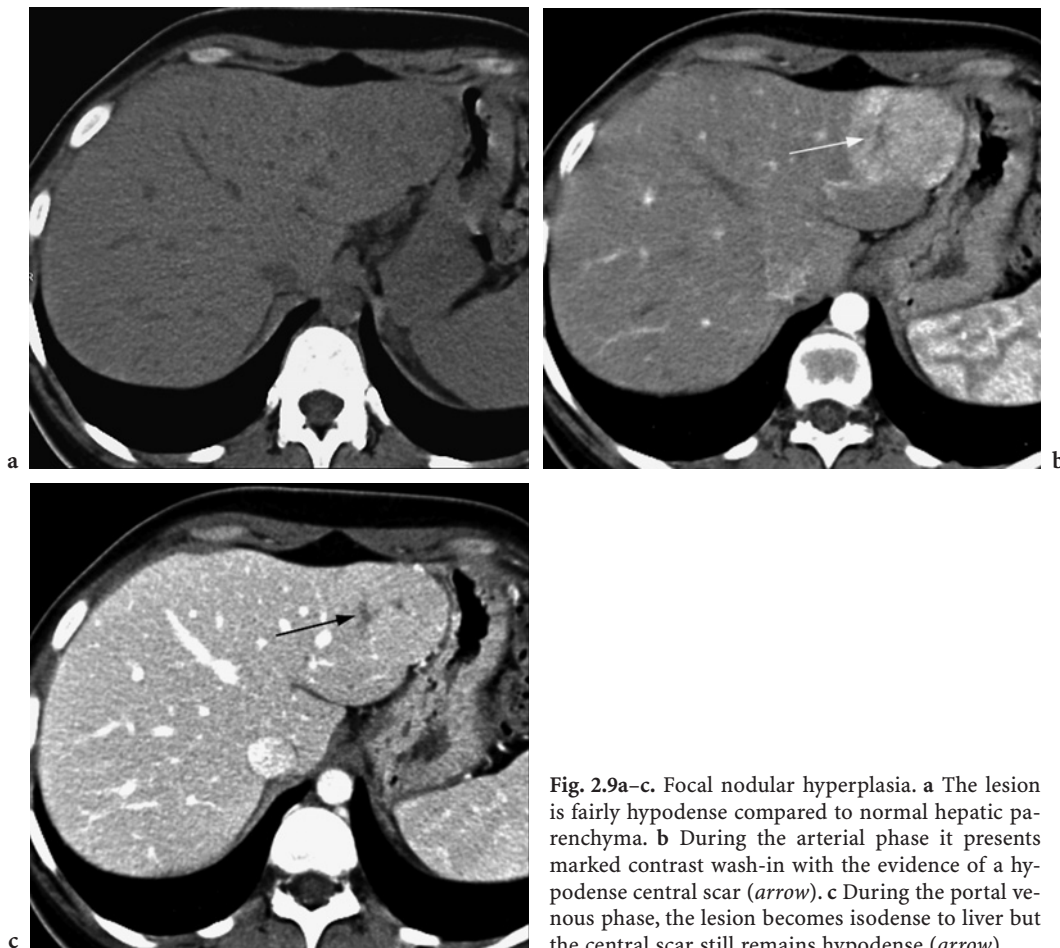 R
a
b
c
Fig. 2.9a–c. Focal nodular hyperplasia. a The lesion
is fairly hypodense compared to normal hepatic pa-
renchyma. b During the arterial phase it presents
marked contrast wash-in with the evidence of a hy-
podense central scar (arrow). c During the portal ve-
nous phase, the lesion becomes isodense to liver but
the central scar still remains hypodense (arrow)